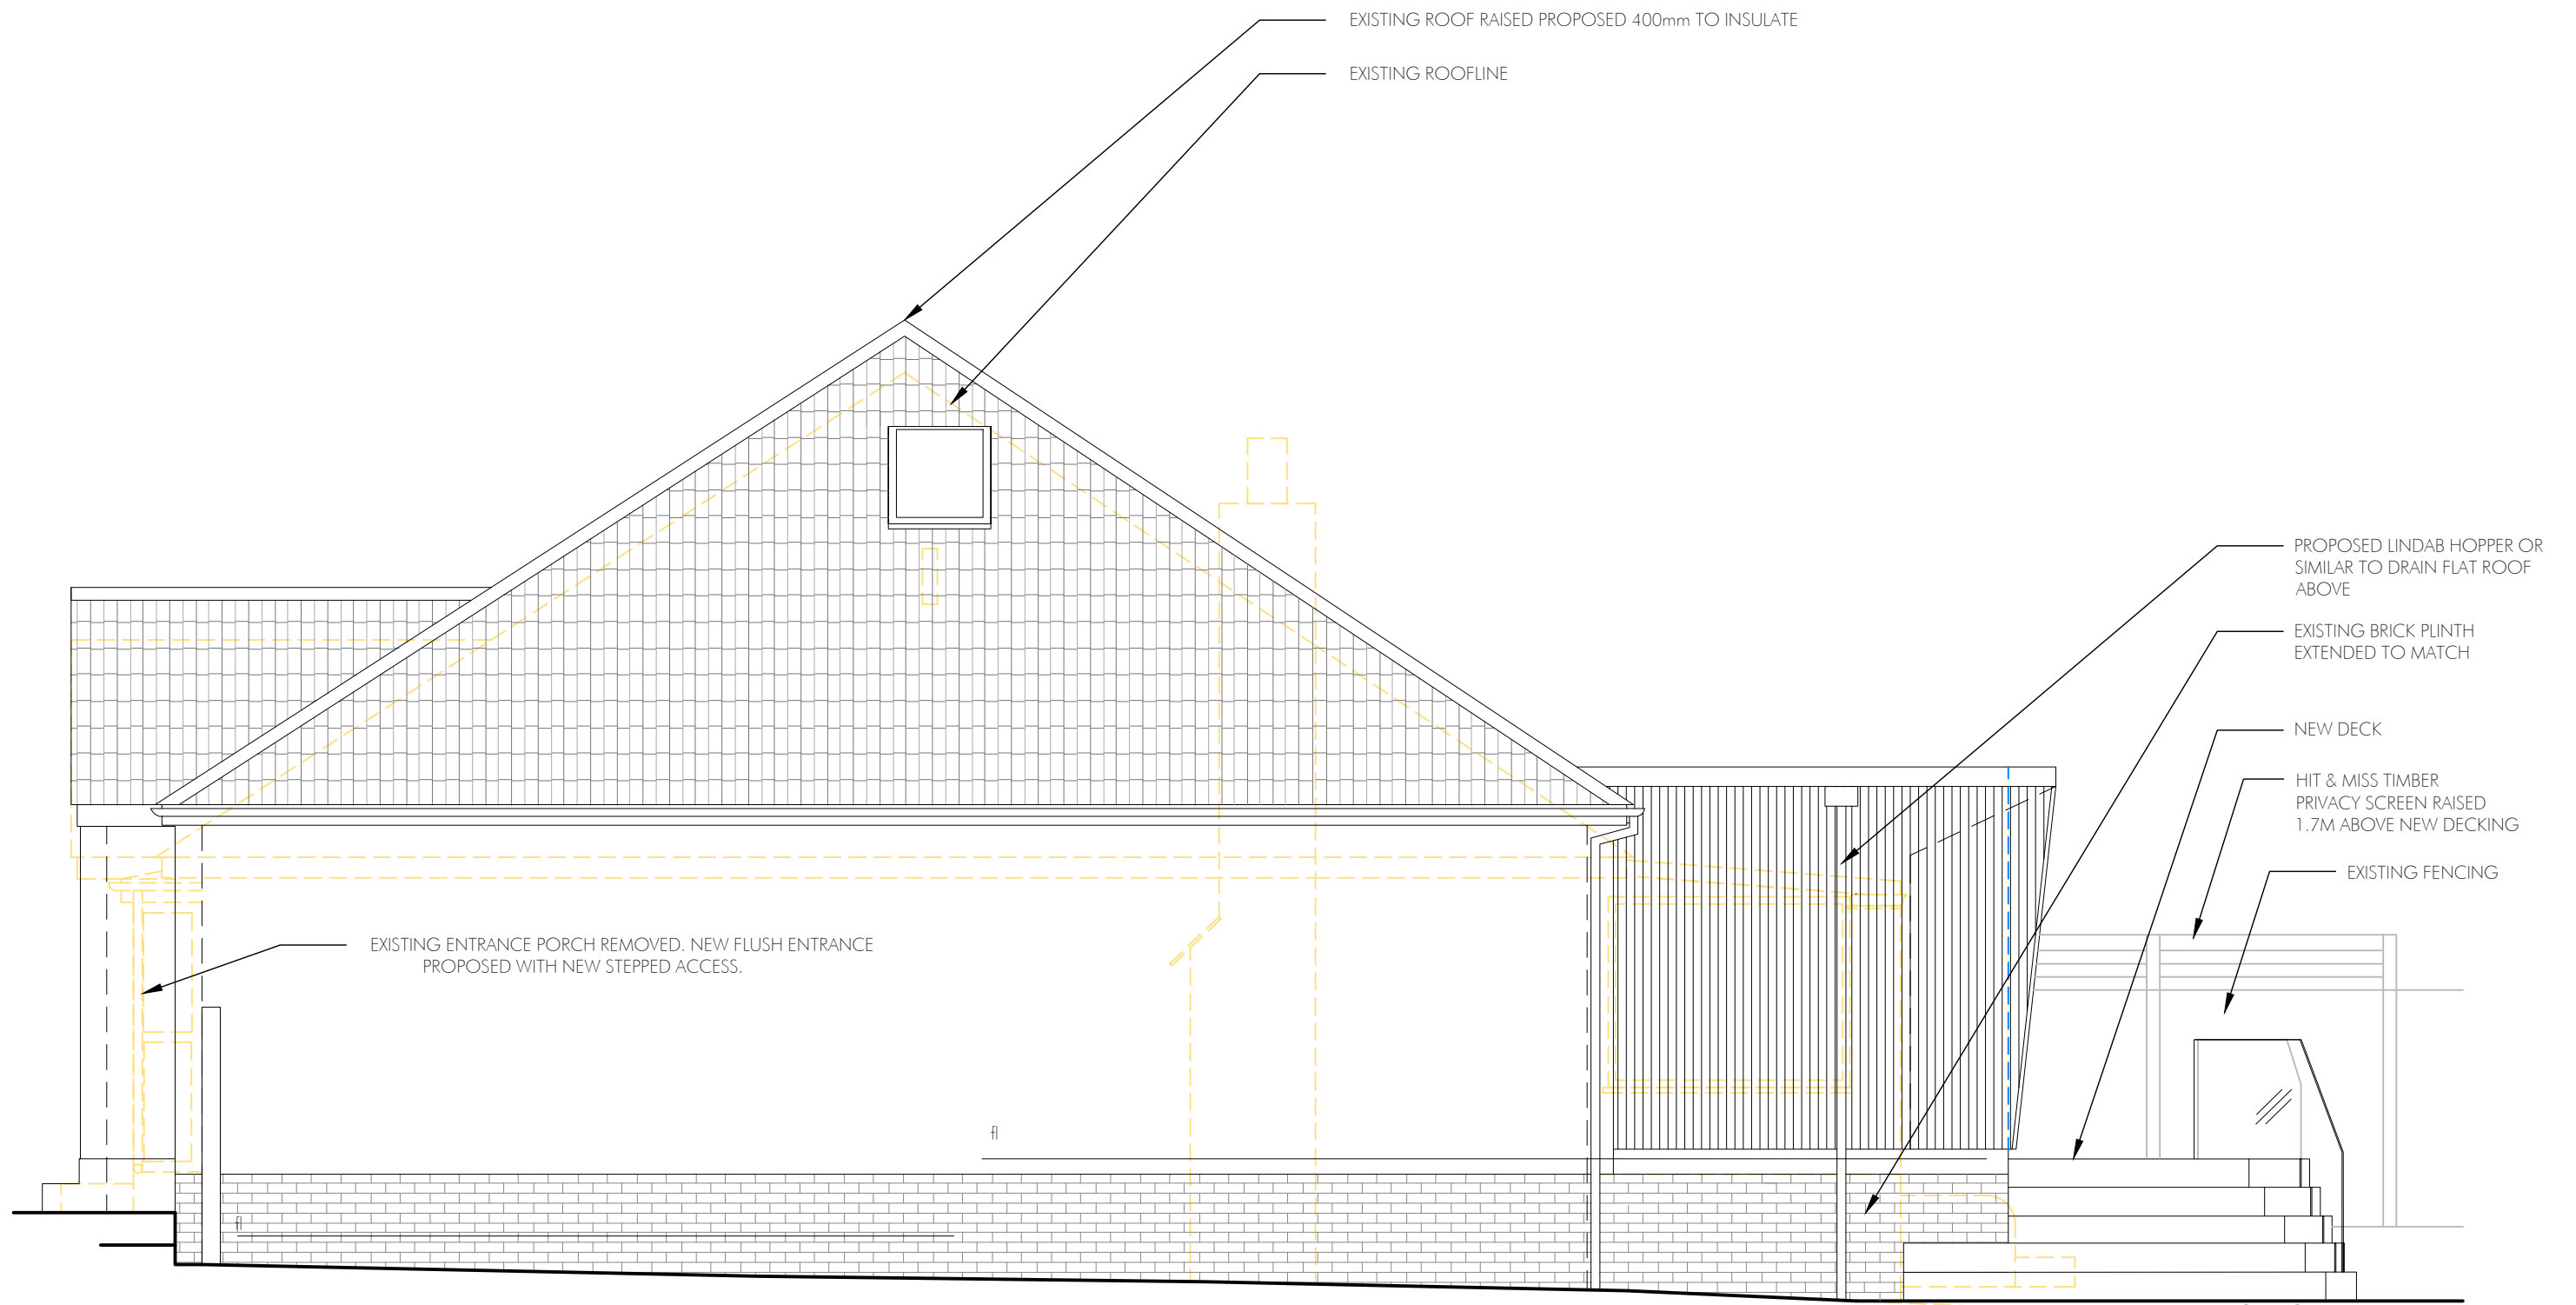 EXISTING ROOF RAISED PROPOSED 400mm TO INSULATE
EXISTING ROOFLINE
PROPOSED LINDAB HOPPER OR
SIMILAR TO DRAIN FLAT ROOF
ABOVE
EXISTING BRICK PLINTH
EXTENDED TO MATCH
NEW DECK
HIT & MISS TIMBER
PRIVACY SCREEN RAISED
1.7M ABOVE NEW DECKING
EXISTING FENCING
EXISTING ENTRANCE PORCH REMOVED. NEW FLUSH ENTRANCE
PROPOSED WITH NEW STEPPED ACCESS.
fl
fl